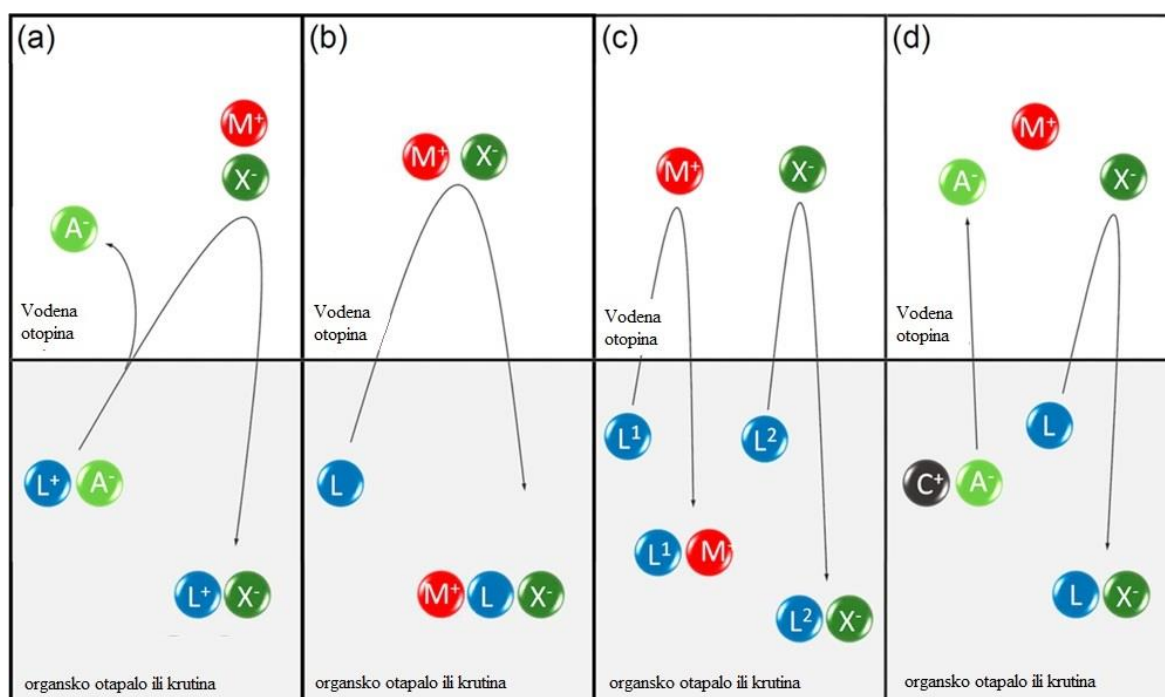 (a)
M⁺
X⁻
A⁻
Vodena
otopina
L⁺ A⁻
L⁺ X⁻
organsko otapalo ili krutina
(b)
M⁺ X⁻
Vodena
otopina
L
M⁺ L X⁻
organsko otapalo ili krutina
(c)
M⁺ X⁻
Vodena
otopina
L¹ L²
L¹ M⁺
L² X⁻
organsko otapalo ili krutina
(d)
M⁺
A⁻ X⁻
Vodena
otopina
L
C⁺ A⁻
L X⁻
organsko otapalo ili krutina